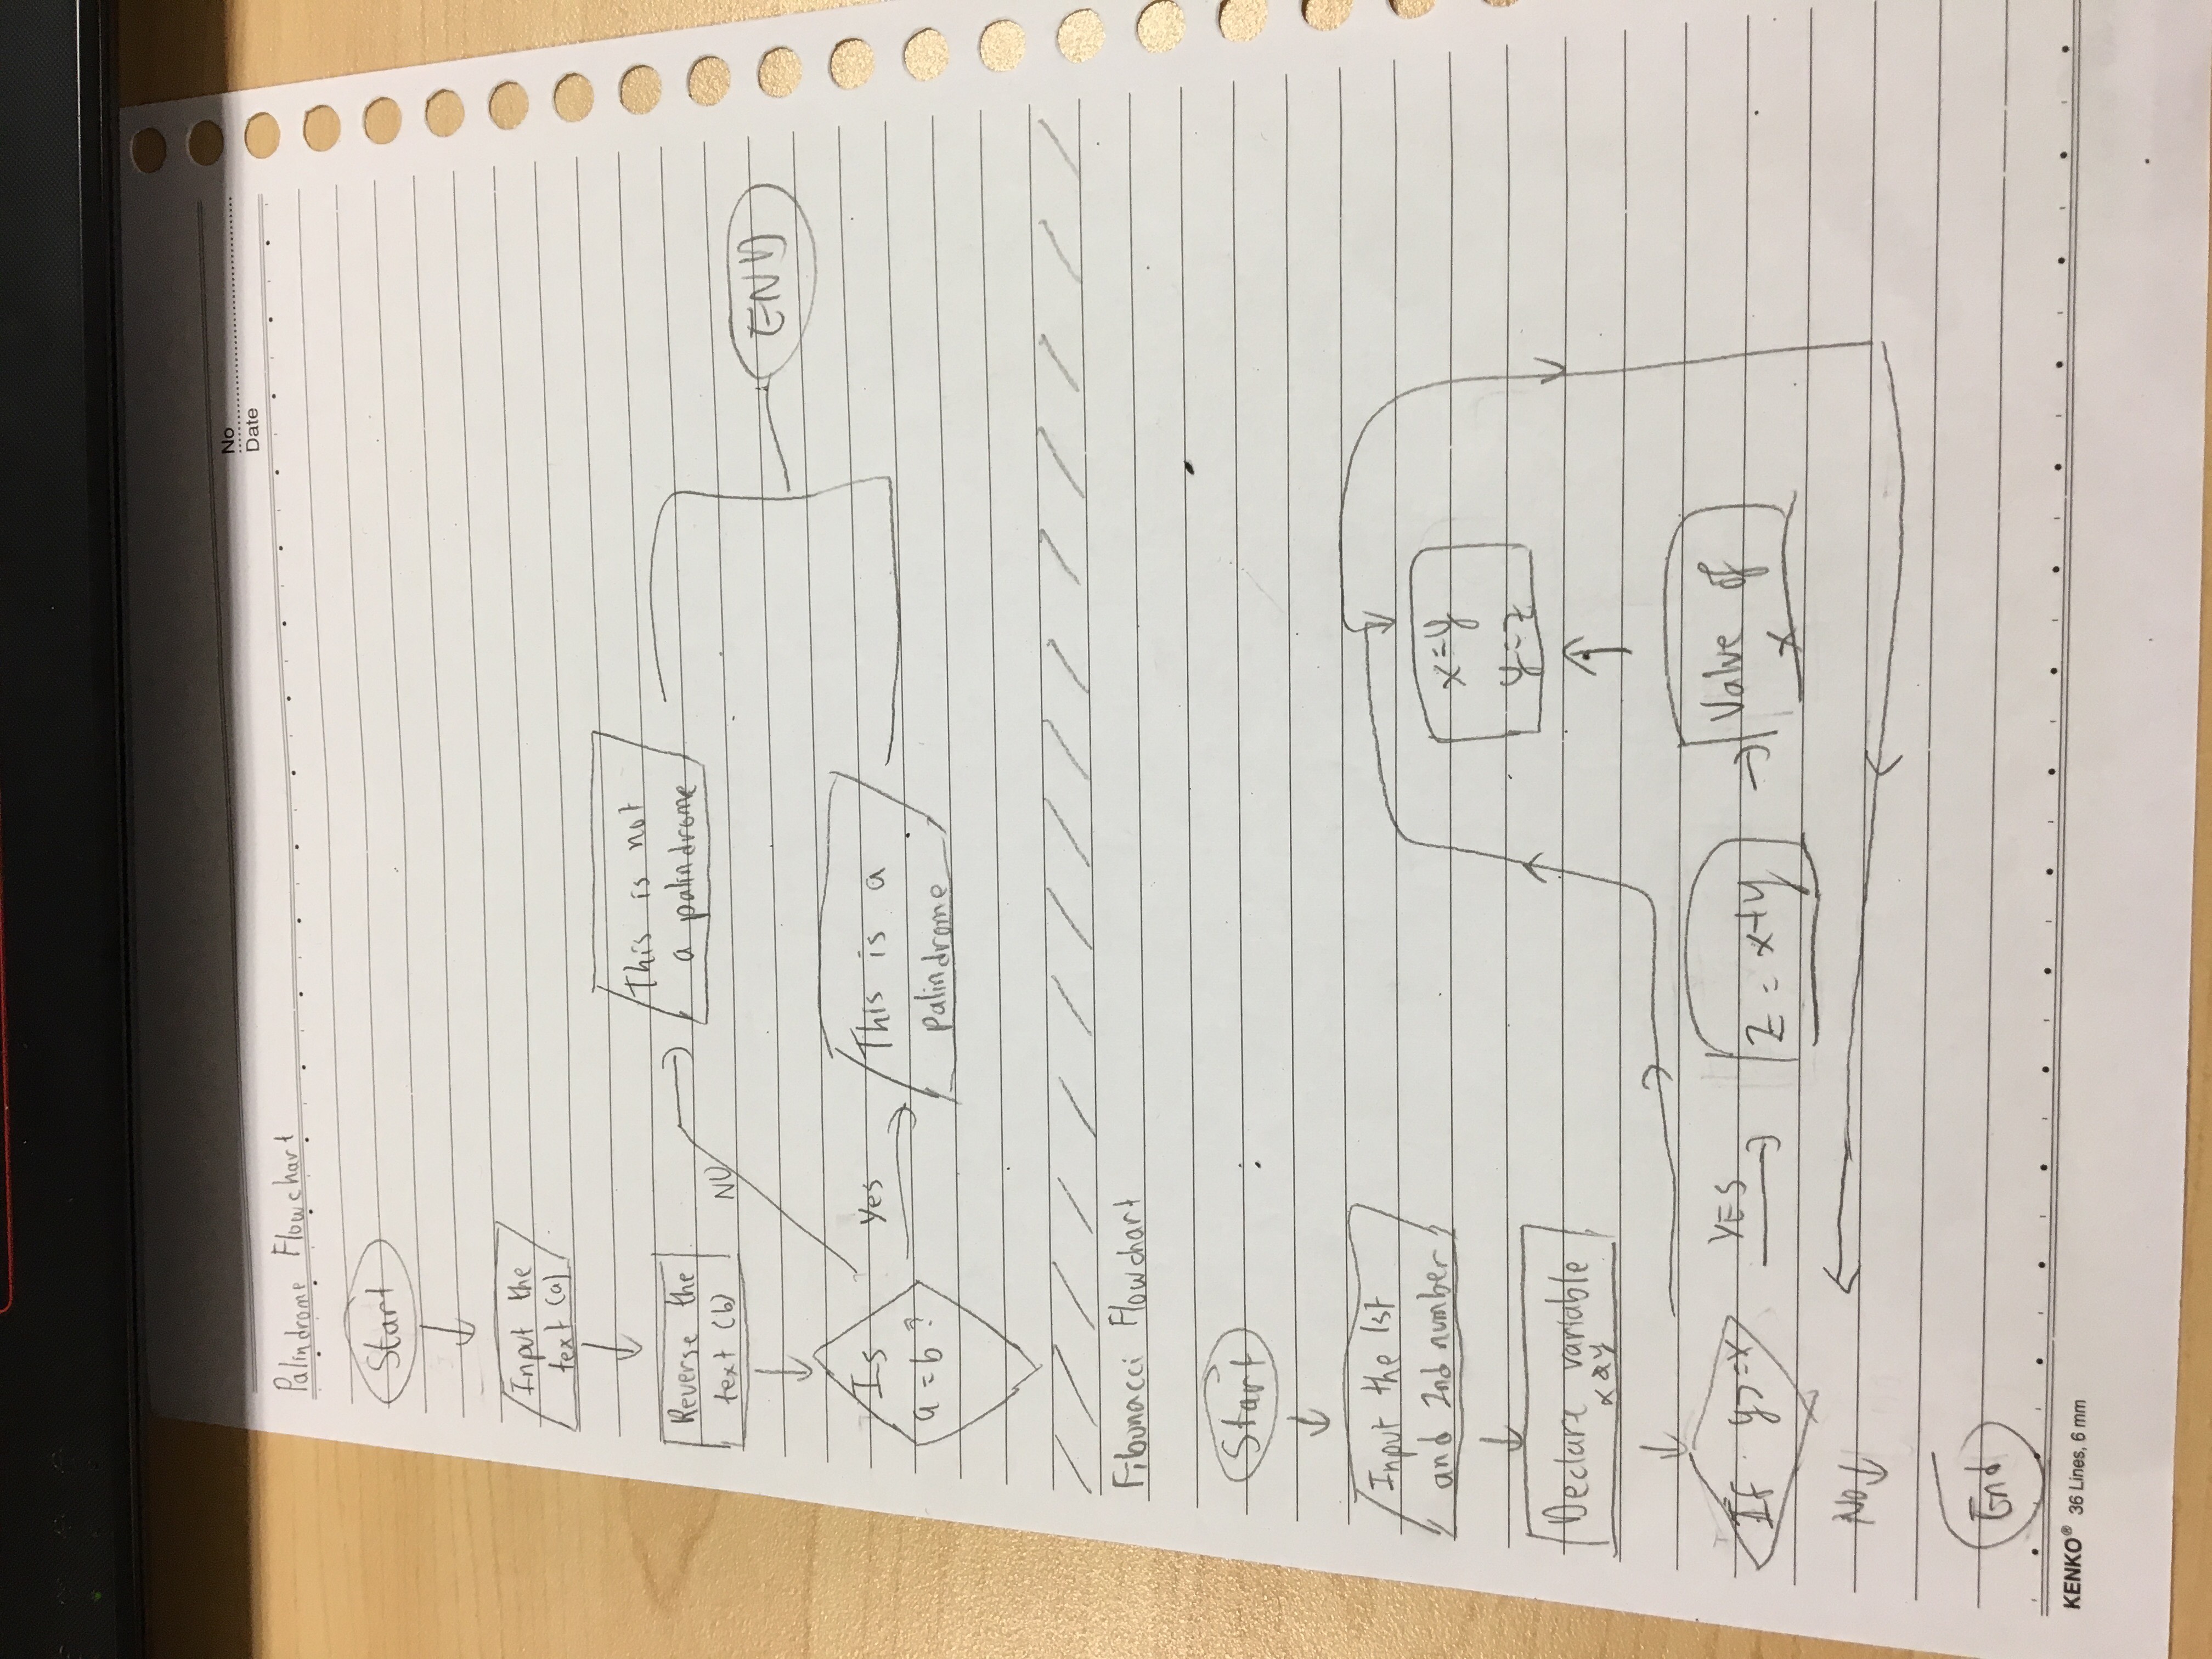 No
Date
Palindrome Flowchart
Start
Input the
text (a)
Reverse the
text (b)
NO
This is not
a palindrome
END
Is
a = b ?
Yes
This is a
palindrome
Fibonacci Flowchart
Start
Input the 1st
and 2nd number
x=y
y=z
Declare variable
x & y
If y>=x
YES
z = x+y
Value of
x
No
End
KENKO® 36 Lines, 6 mm